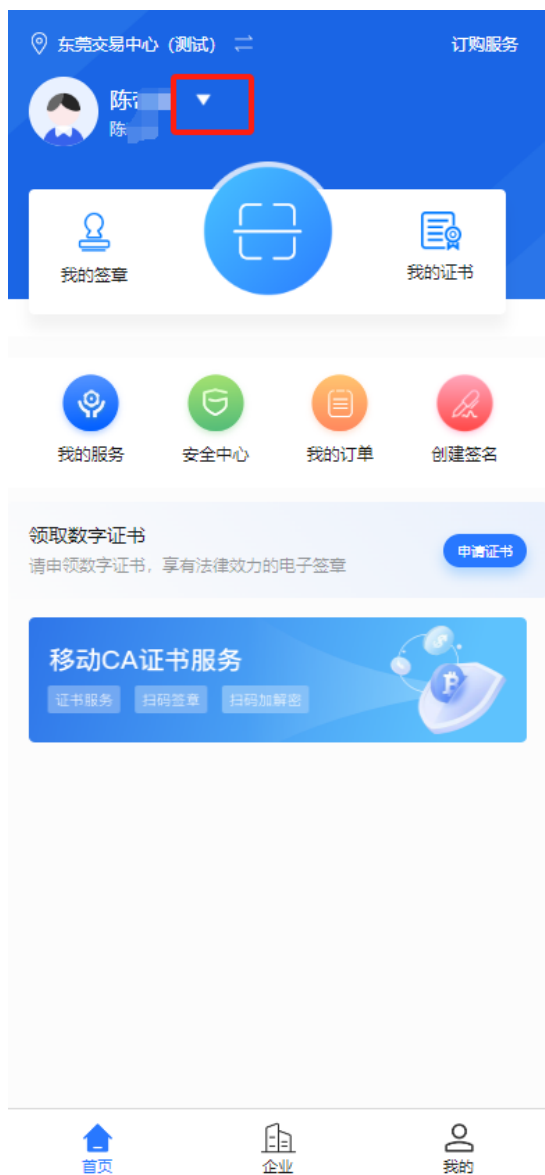 东莞交易中心（测试）
订购服务
陈
陈
我的签章
我的证书
我的服务
安全中心
我的订单
创建签名
领取数字证书
请申领数字证书，享有法律效力的电子签章
申请证书
移动CA证书服务
证书服务
扫码签章
扫码加解密
首页
企业
我的